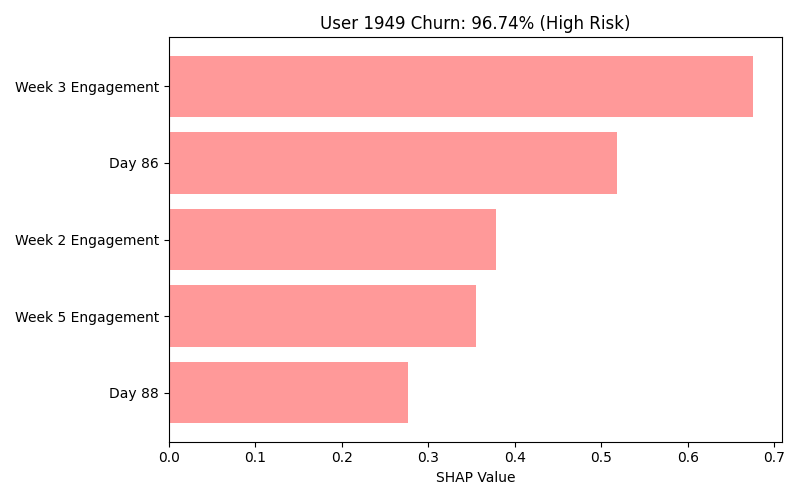 User 1949 Churn: 96.74% (High Risk)
Week 3 Engagement
Day 86
Week 2 Engagement
Week 5 Engagement
Day 88
0.0 0.1 0.2 0.3 0.4 0.5 0.6 0.7
SHAP Value